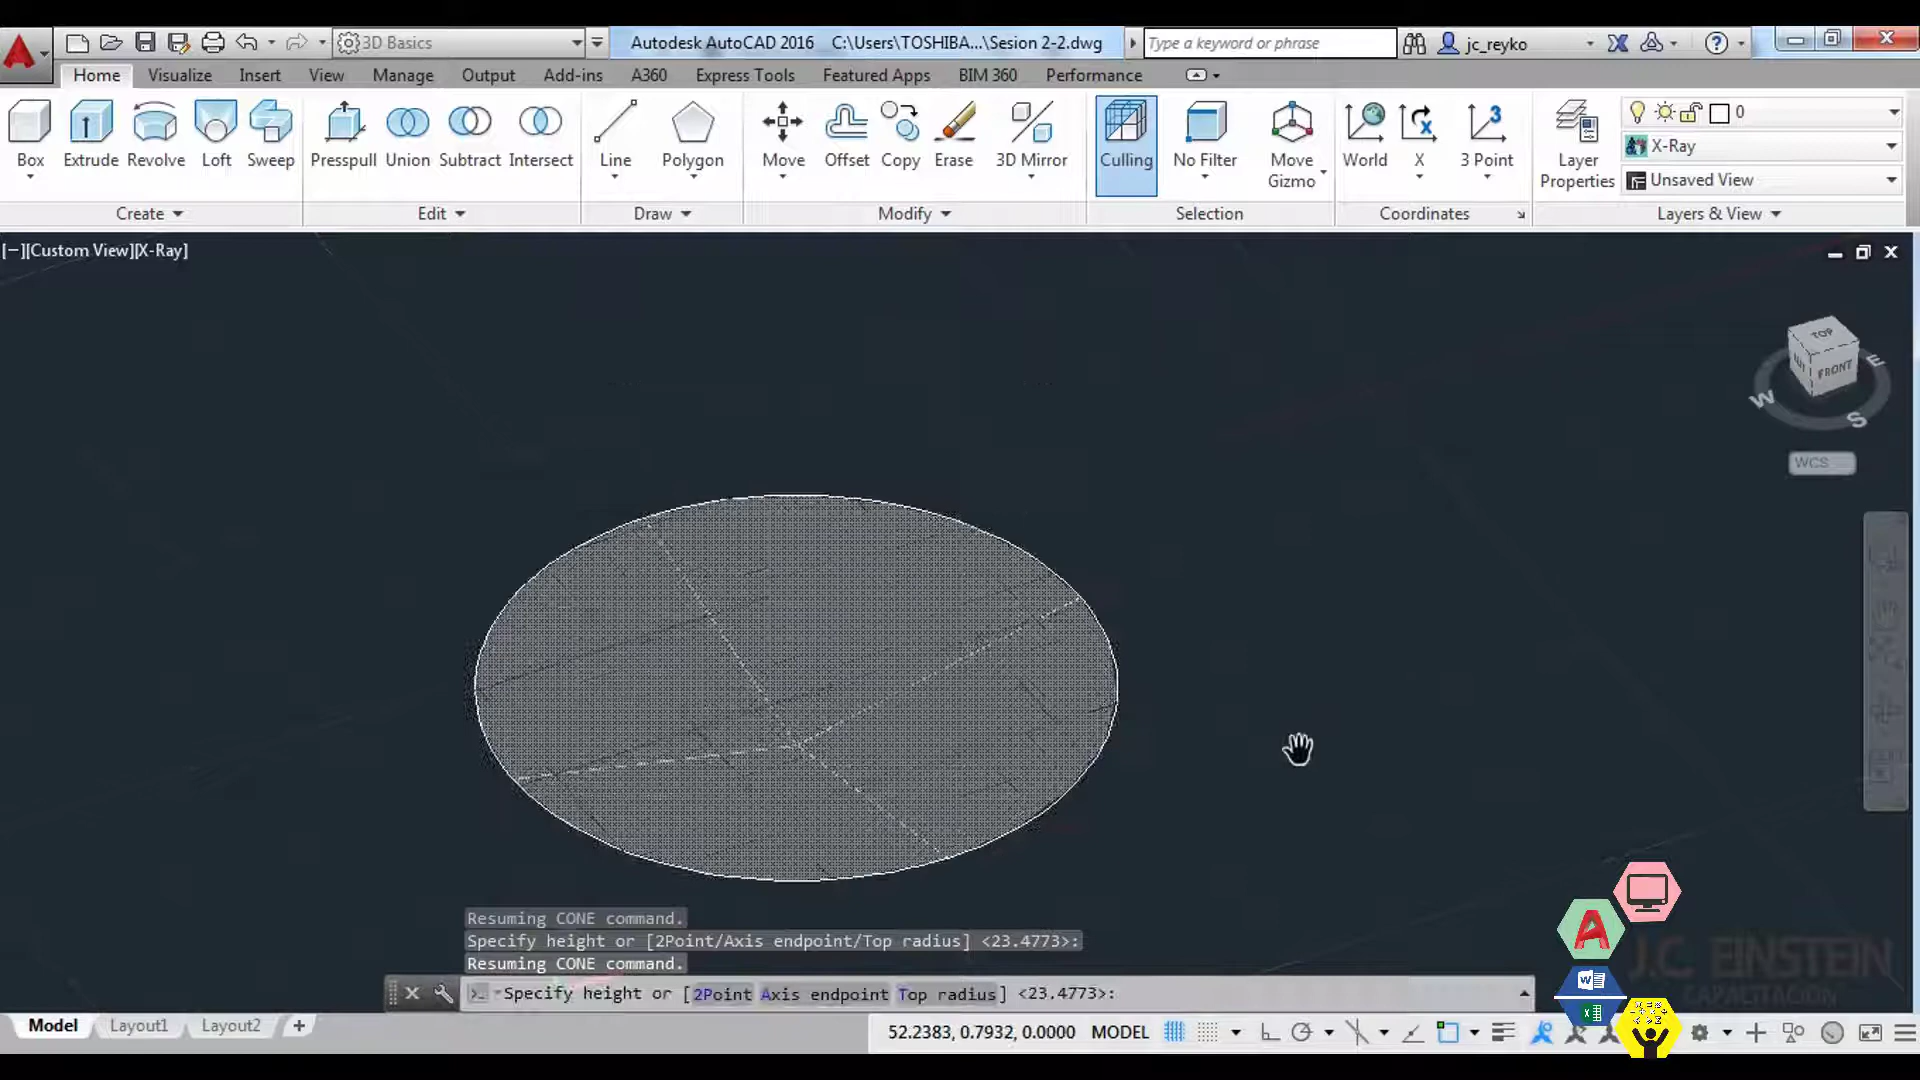 3D Basics
Autodesk AutoCAD 2016 C:\Users\TOSHIBA...\Sesion 2-2.dwg
Type a keyword or phrase
jc_reyko
Home Visualize Insert View Manage Output Add-ins A360 Express Tools Featured Apps BIM 360 Performance
Box Extrude Revolve Loft Sweep Presspull Union Subtract Intersect Line Polygon Move Offset Copy Erase 3D Mirror Culling No Filter Move Gizmo World X 3 Point Layer Properties
0
X-Ray
Unsaved View
Create Edit Draw Modify Selection Coordinates Layers & View
[−][Custom View][X-Ray]
TOP
FRONT
W S E
WCS
Resuming CONE command.
Specify height or [2Point/Axis endpoint/Top radius] <23.4773>:
Resuming CONE command.
Specify height or [2Point Axis endpoint Top radius] <23.4773>:
J.C. EINSTEIN
CAPACITACION
Model Layout1 Layout2 +
52.2383, 0.7932, 0.0000 MODEL